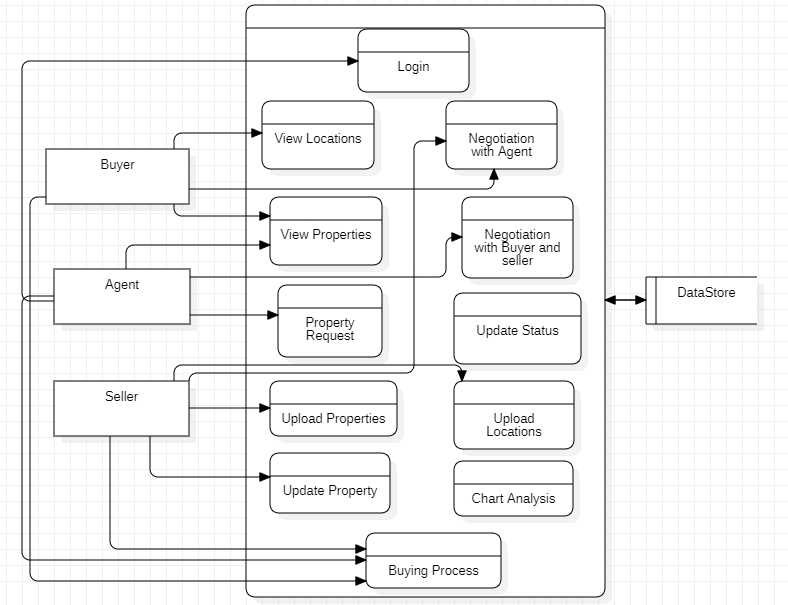 Login
View Locations
Negotiation
with Agent
Buyer
View Properties
Negotiation
with Buyer and
seller
Agent
DataStore
Property
Request
Update Status
Seller
Upload Properties
Upload
Locations
Update Property
Chart Analysis
Buying Process